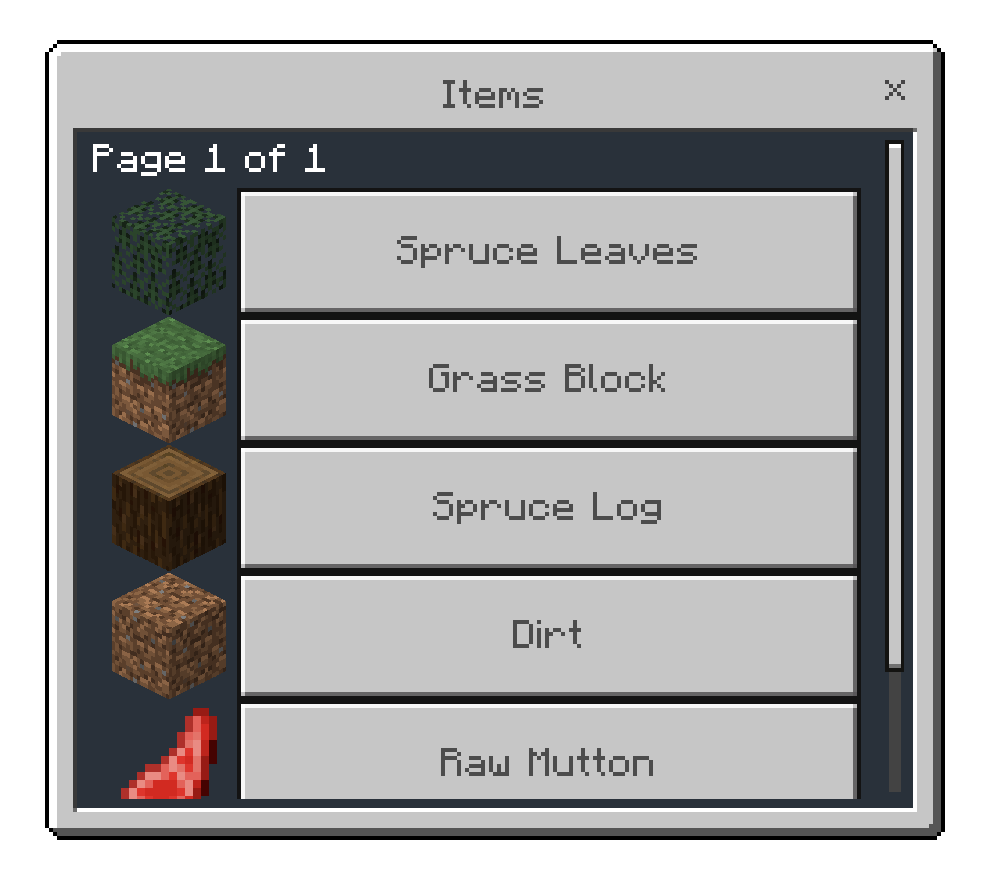 Items
Page 1 of 1
Spruce Leaves
Grass Block
Spruce Log
Dirt
Raw Mutton